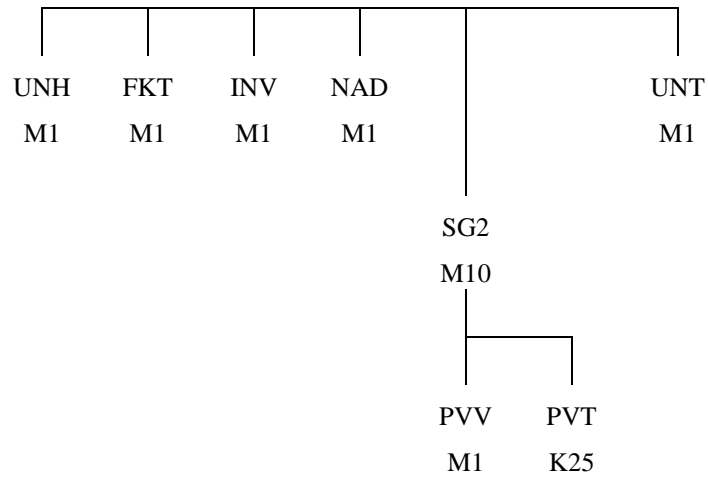 UNH FKT INV NAD UNT
M1 M1 M1 M1 M1
SG2
M10
PVV PVT
M1 K25